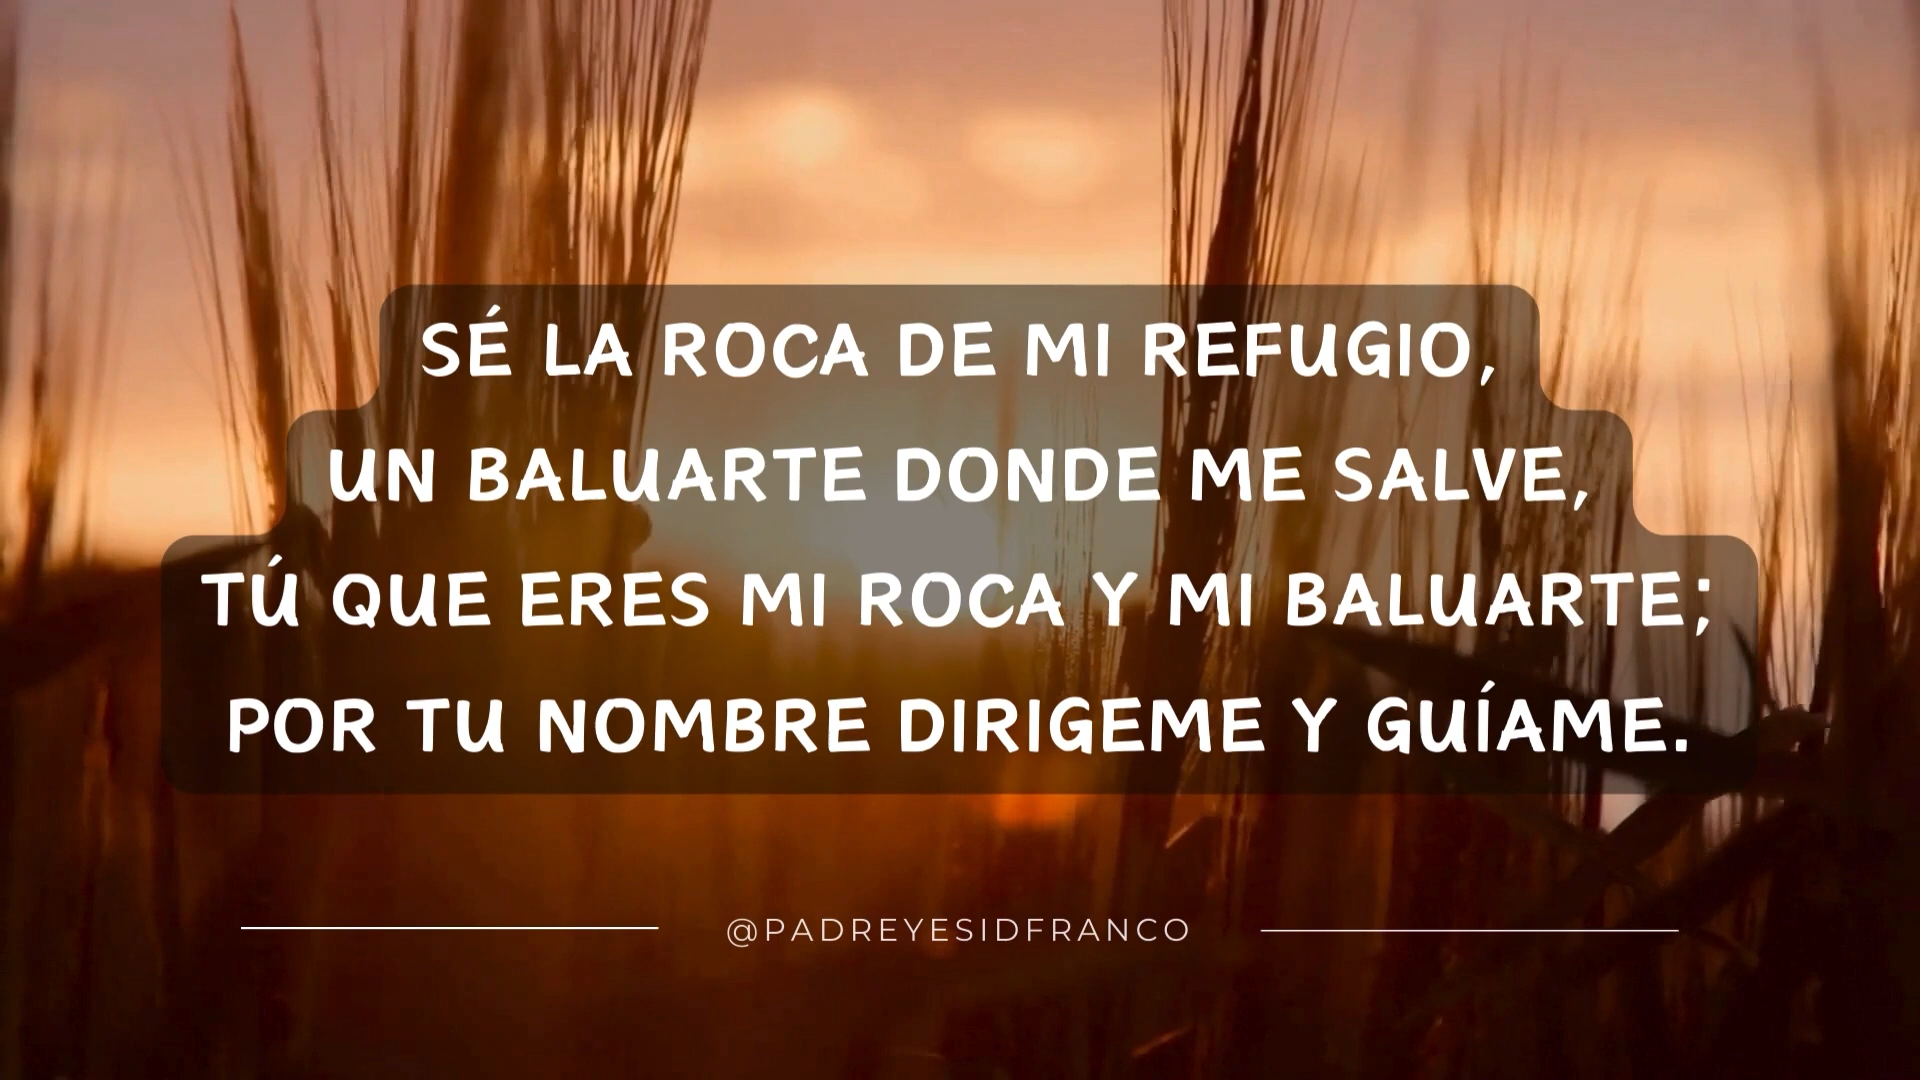 SÉ LA ROCA DE MI REFUGIO,
UN BALUARTE DONDE ME SALVE,
TÚ QUE ERES MI ROCA Y MI BALUARTE;
POR TU NOMBRE DIRIGEME Y GUÍAME.
@PADREYESIDFRANCO